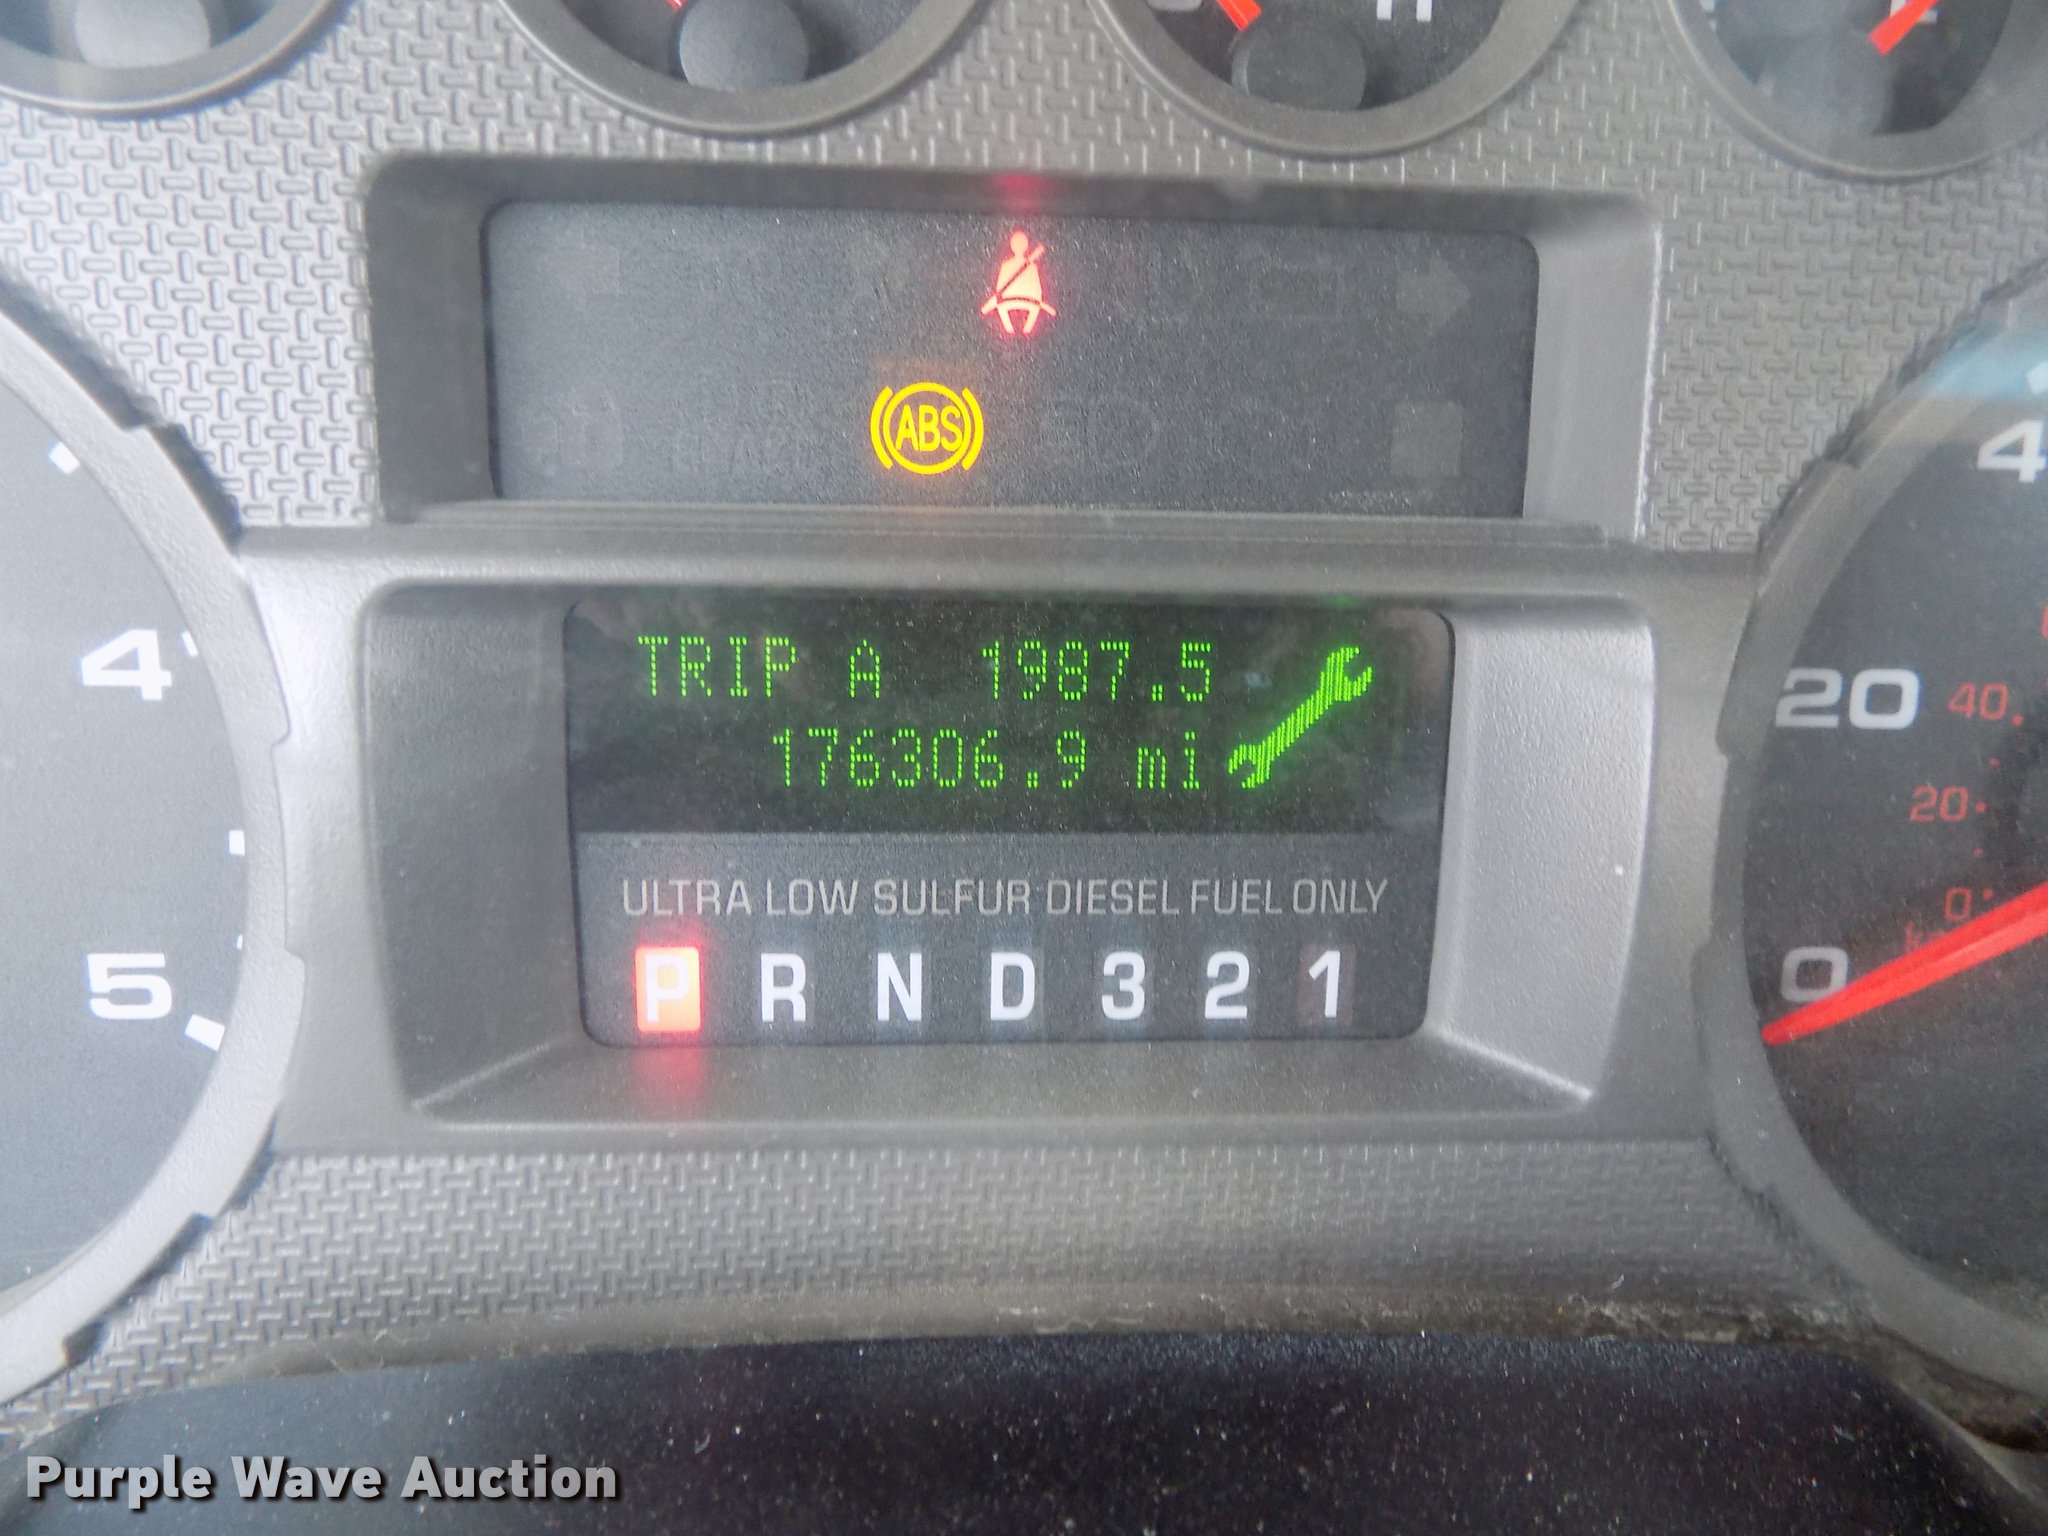 ABS
TRIP A 1987.5
176306.9 mi
ULTRA LOW SULFUR DIESEL FUEL ONLY
P R N D 3 2 1
4
5
4
20
40
20
0
0
Purple Wave Auction